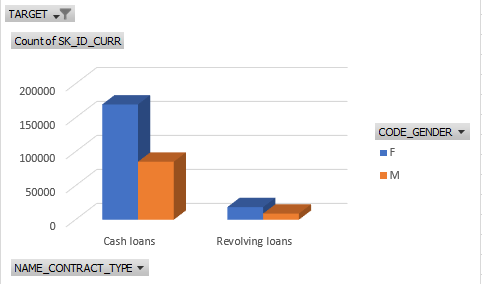 TARGET
Count of SK_ID_CURR
200000
150000
100000
50000
0
Cash loans
Revolving loans
CODE_GENDER
F
M
NAME_CONTRACT_TYPE